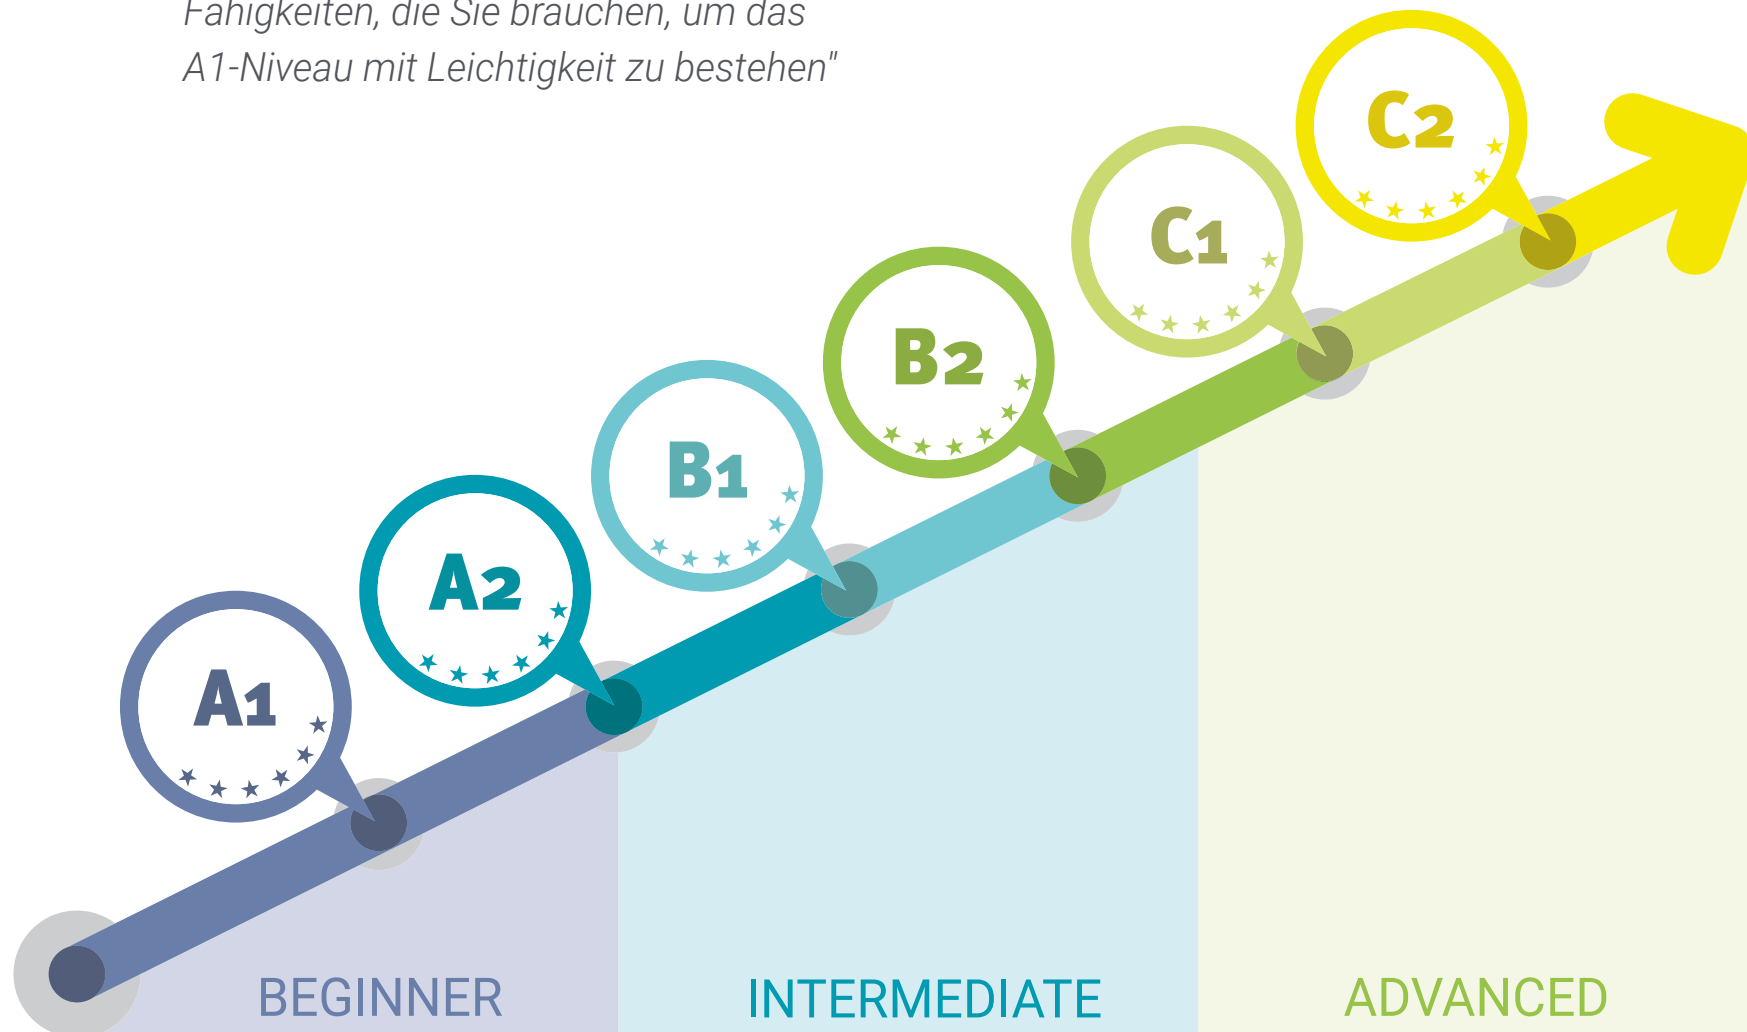 Fähigkeiten, die Sie brauchen, um das
A1-Niveau mit Leichtigkeit zu bestehen"
C2
C1
B2
B1
A2
A1
BEGINNER
INTERMEDIATE
ADVANCED